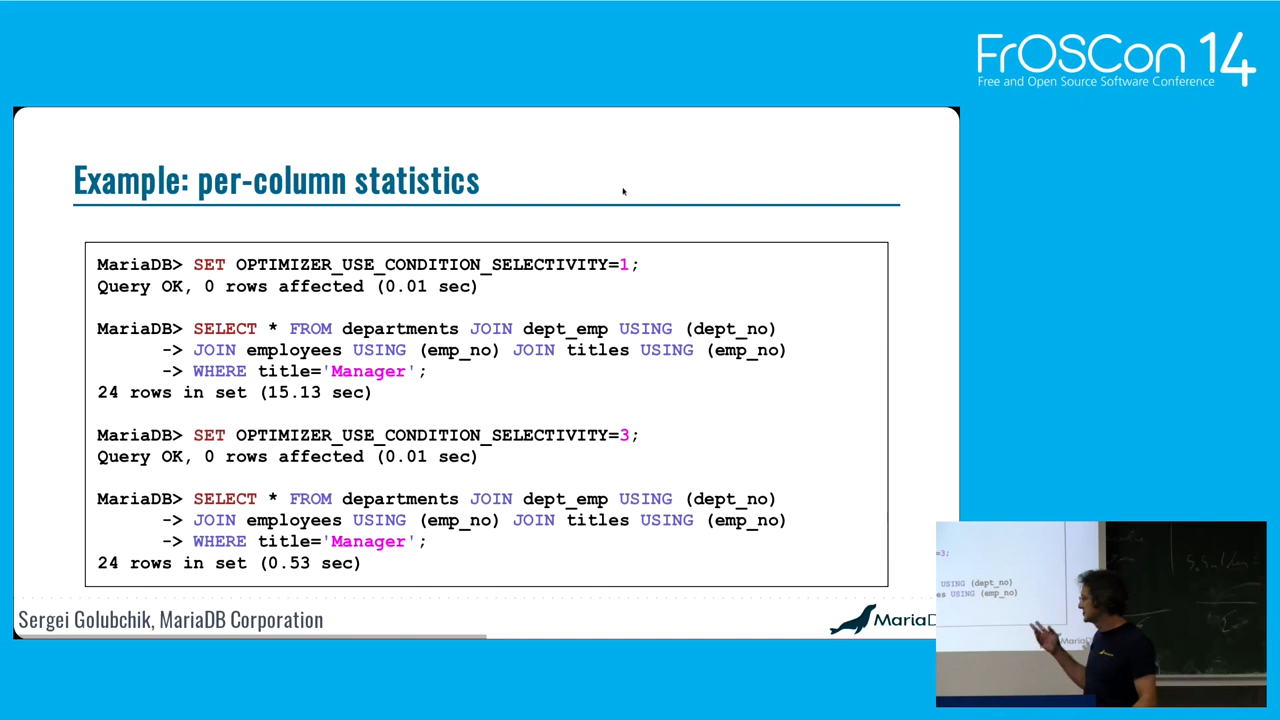 FrOSCon 14
Free and Open Source Software Conference
Example: per-column statistics
MariaDB> SET OPTIMIZER_USE_CONDITION_SELECTIVITY=1;
Query OK, 0 rows affected (0.01 sec)
MariaDB> SELECT * FROM departments JOIN dept_emp USING (dept_no)
-> JOIN employees USING (emp_no) JOIN titles USING (emp_no)
-> WHERE title='Manager';
24 rows in set (15.13 sec)
MariaDB> SET OPTIMIZER_USE_CONDITION_SELECTIVITY=3;
Query OK, 0 rows affected (0.01 sec)
MariaDB> SELECT * FROM departments JOIN dept_emp USING (dept_no)
-> JOIN employees USING (emp_no) JOIN titles USING (emp_no)
-> WHERE title='Manager';
24 rows in set (0.53 sec)
Sergei Golubchik, MariaDB Corporation
MariaD
=3;
USING (dept_no)
es USING (emp_no)
MariaD